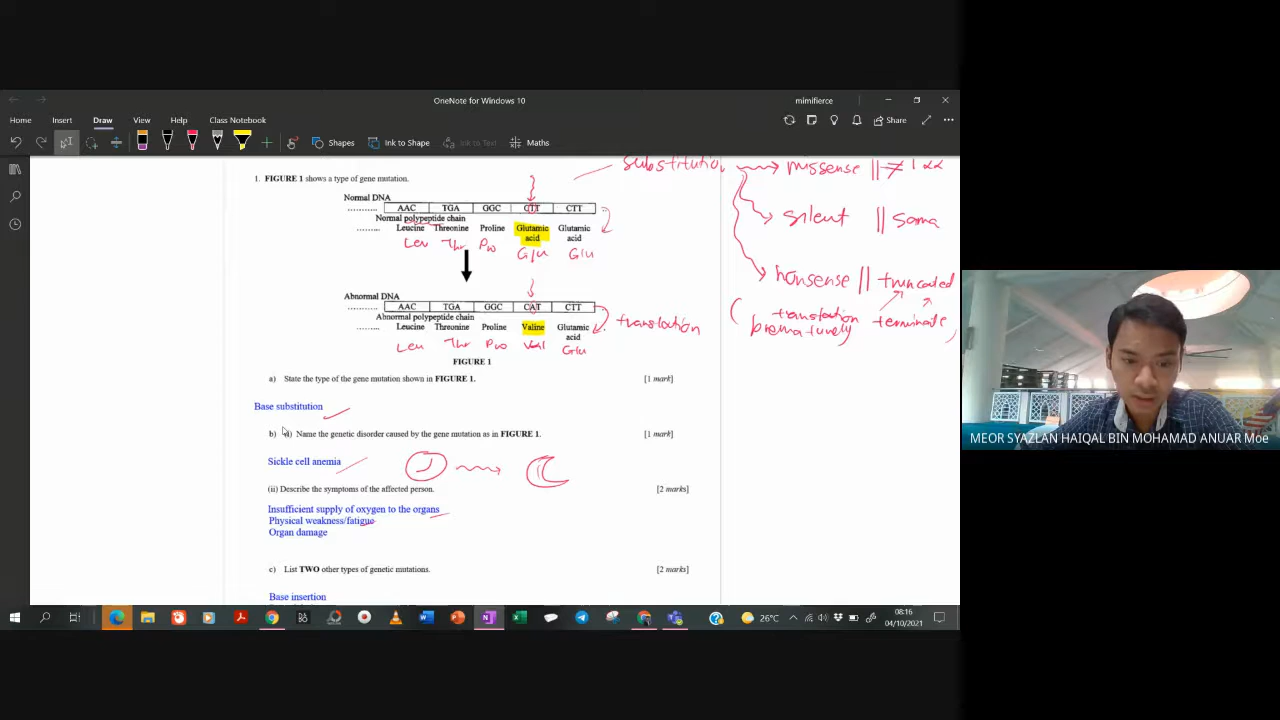 OneNote for Windows 10
mimifierce
Home Insert Draw View Help Class Notebook
Share
Shapes Ink to Shape Ink to Text Maths
substitution missense || ≠ 1 αα
1. FIGURE 1 shows a type of gene mutation.
Normal DNA
........... AAC TGA GGC CTT CTT
Normal polypeptide chain
........ Leucine Threonine Proline Glutamic acid Glutamic acid
Leu Thr Pro Glu Glu
silent || sama
nonsense || truncated
( translation terminate
prematurely )
Abnormal DNA
........... AAC TGA GGC CAT CTT
Abnormal polypeptide chain
........ Leucine Threonine Proline Valine Glutamic acid
Leu Thr Pro Val Glu
translation
FIGURE 1
a) State the type of the gene mutation shown in FIGURE 1. [1 mark]
Base substitution
b) (i) Name the genetic disorder caused by the gene mutation as in FIGURE 1. [1 mark]
Sickle cell anemia
(ii) Describe the symptoms of the affected person. [2 marks]
Insufficient supply of oxygen to the organs
Physical weakness/fatigue
Organ damage
c) List TWO other types of genetic mutations. [2 marks]
Base insertion
MEOR SYAZLAN HAIQAL BIN MOHAMAD ANUAR Moe
26°C
08:16
04/10/2021